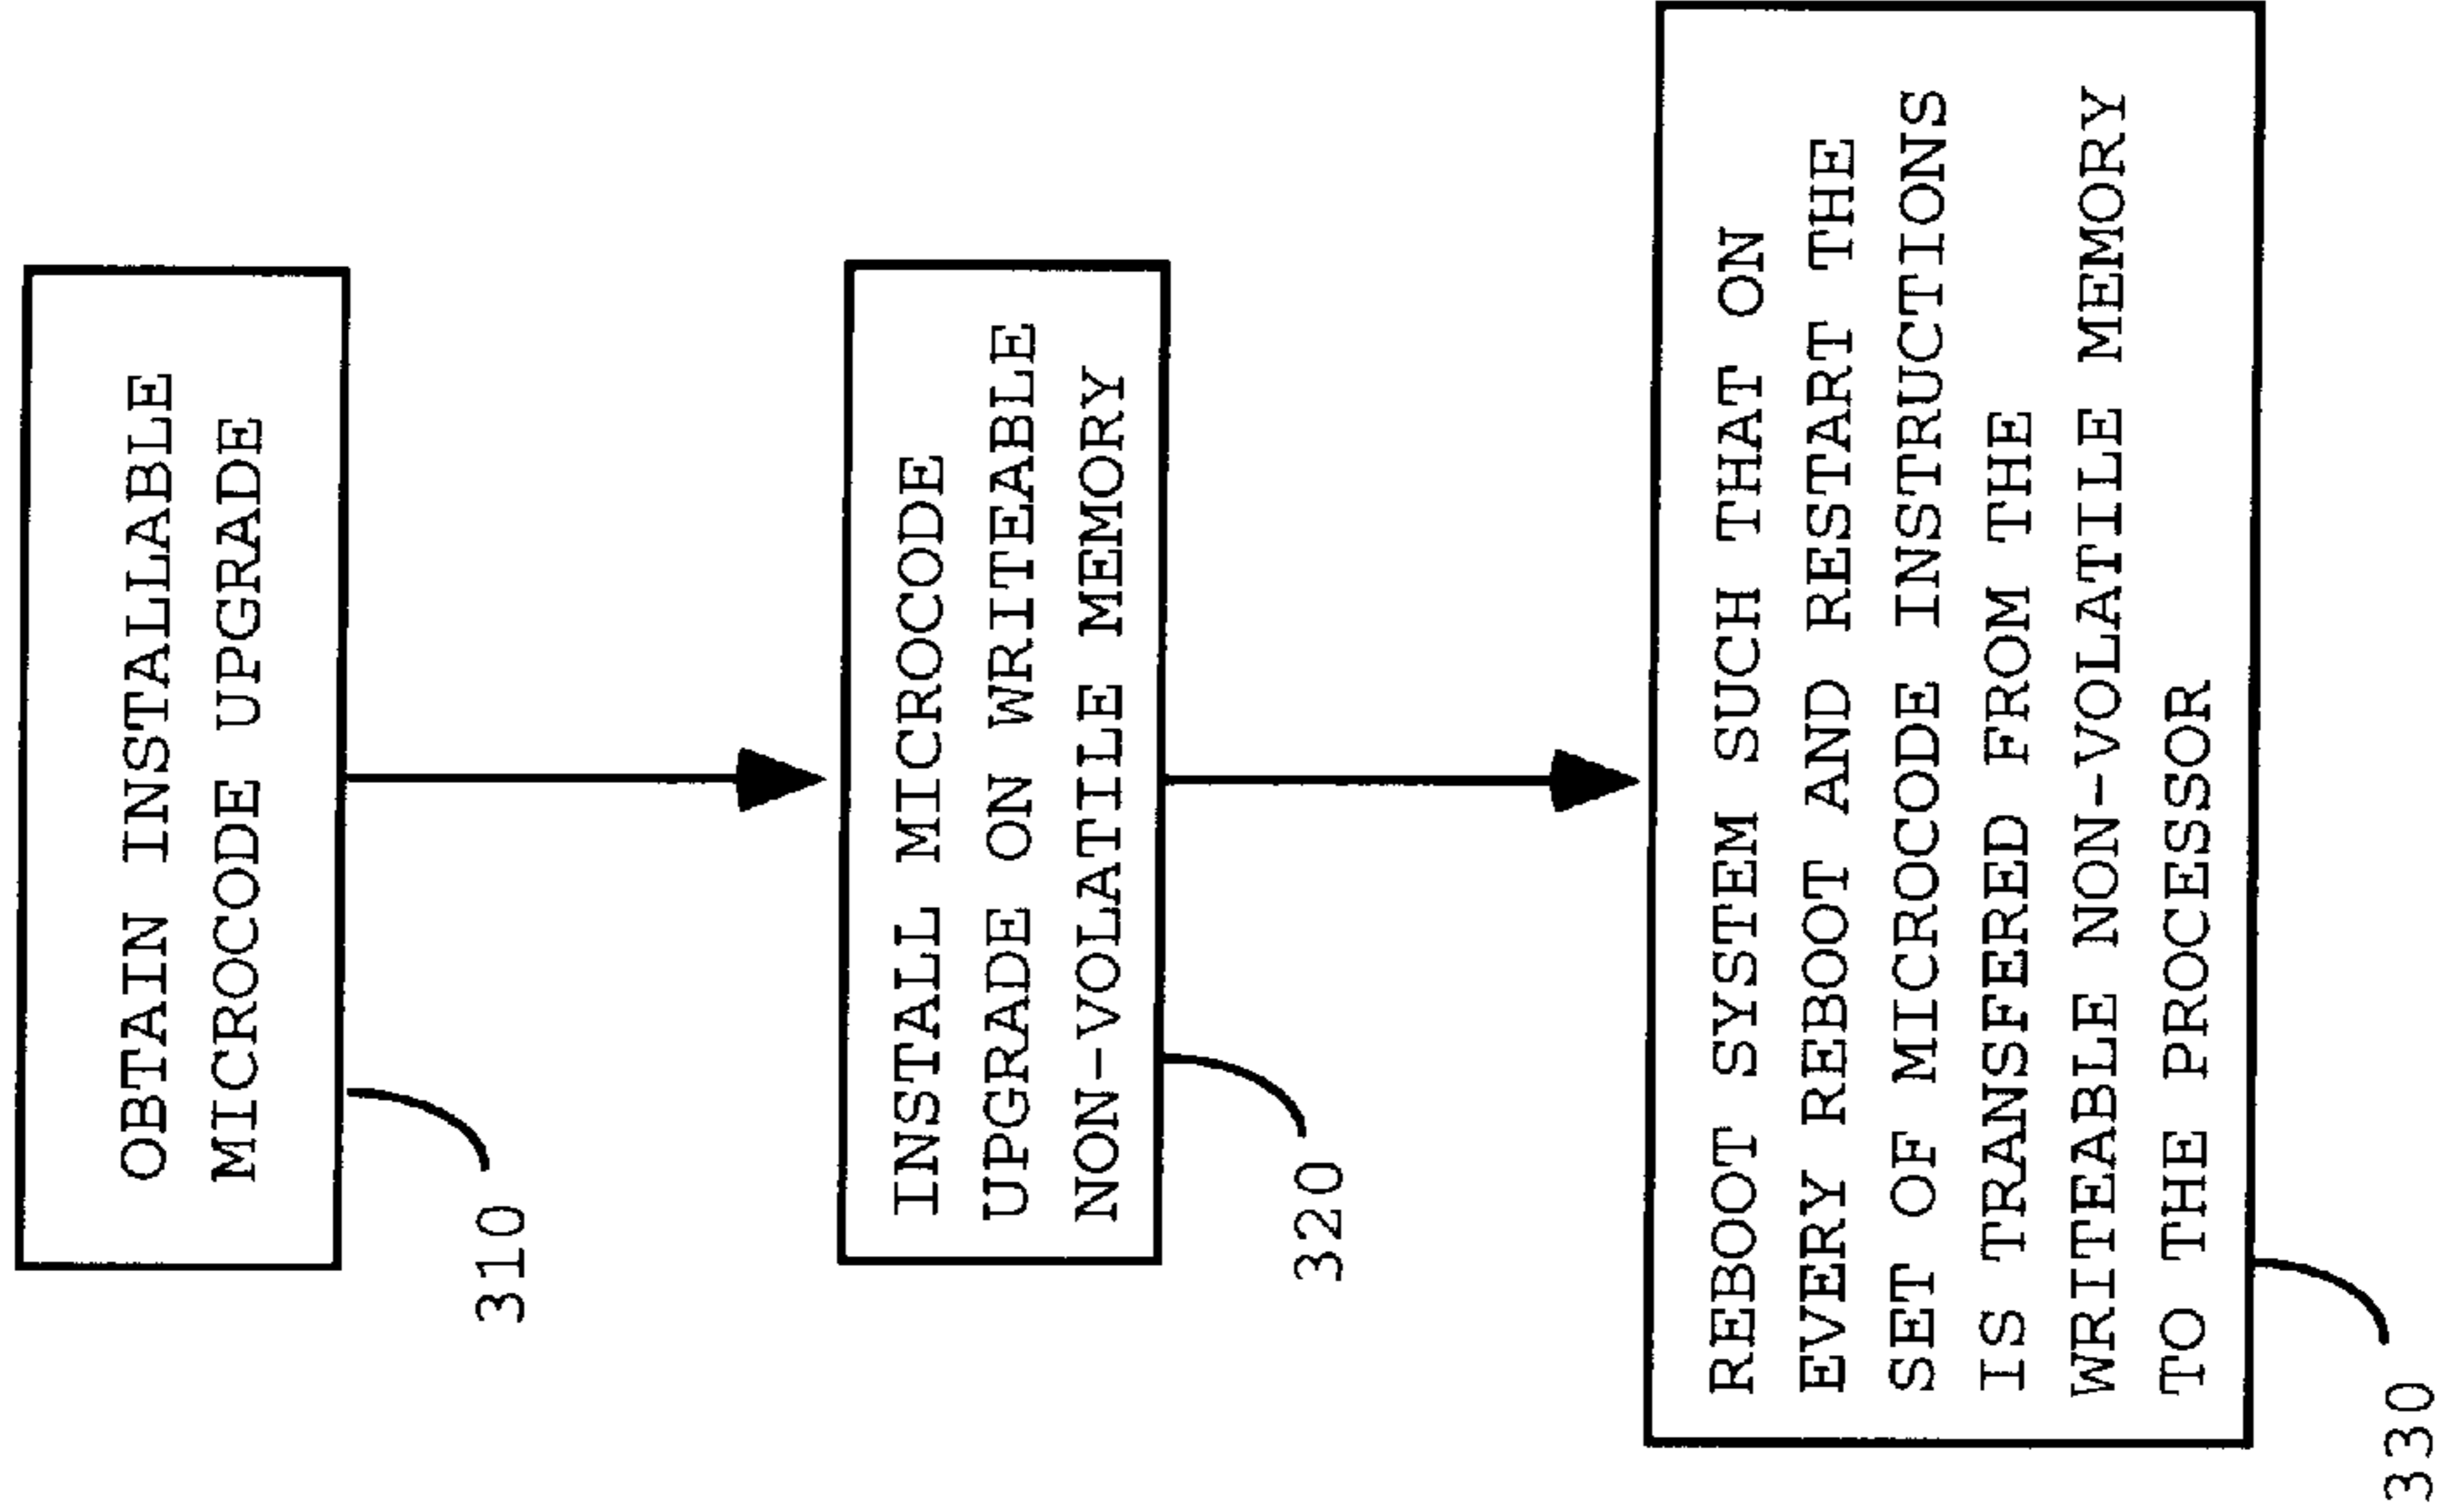 OBTAIN INSTALLABLE
MICROCODE UPGRADE
310
INSTALL MICROCODE
UPGRADE ON WRITEABLE
NON-VOLATILE MEMORY
320
REBOOT SYSTEM SUCH THAT ON
EVERY REBOOT AND RESTART THE
SET OF MICROCODE INSTRUCTIONS
IS TRANSFERED FROM THE
WRITEABLE NON-VOLATILE MEMORY
TO THE PROCESSOR
330